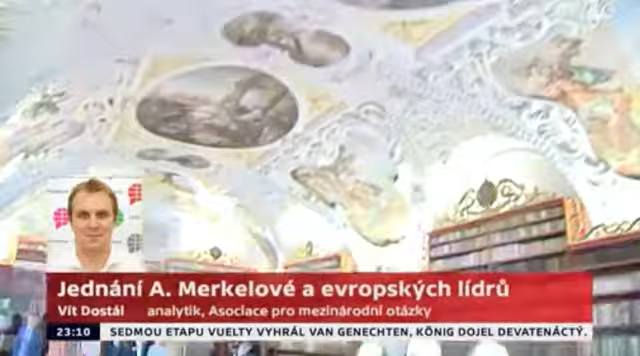 Jednání A. Merkelové a evropských lídrů
Vít Dostál analytik, Asociace pro mezinárodní otázky
23:10 SEDMOU ETAPU VUELTY VYHRÁL VAN GENECHTEN, KÖNIG DOJEL DEVATENÁCTÝ.